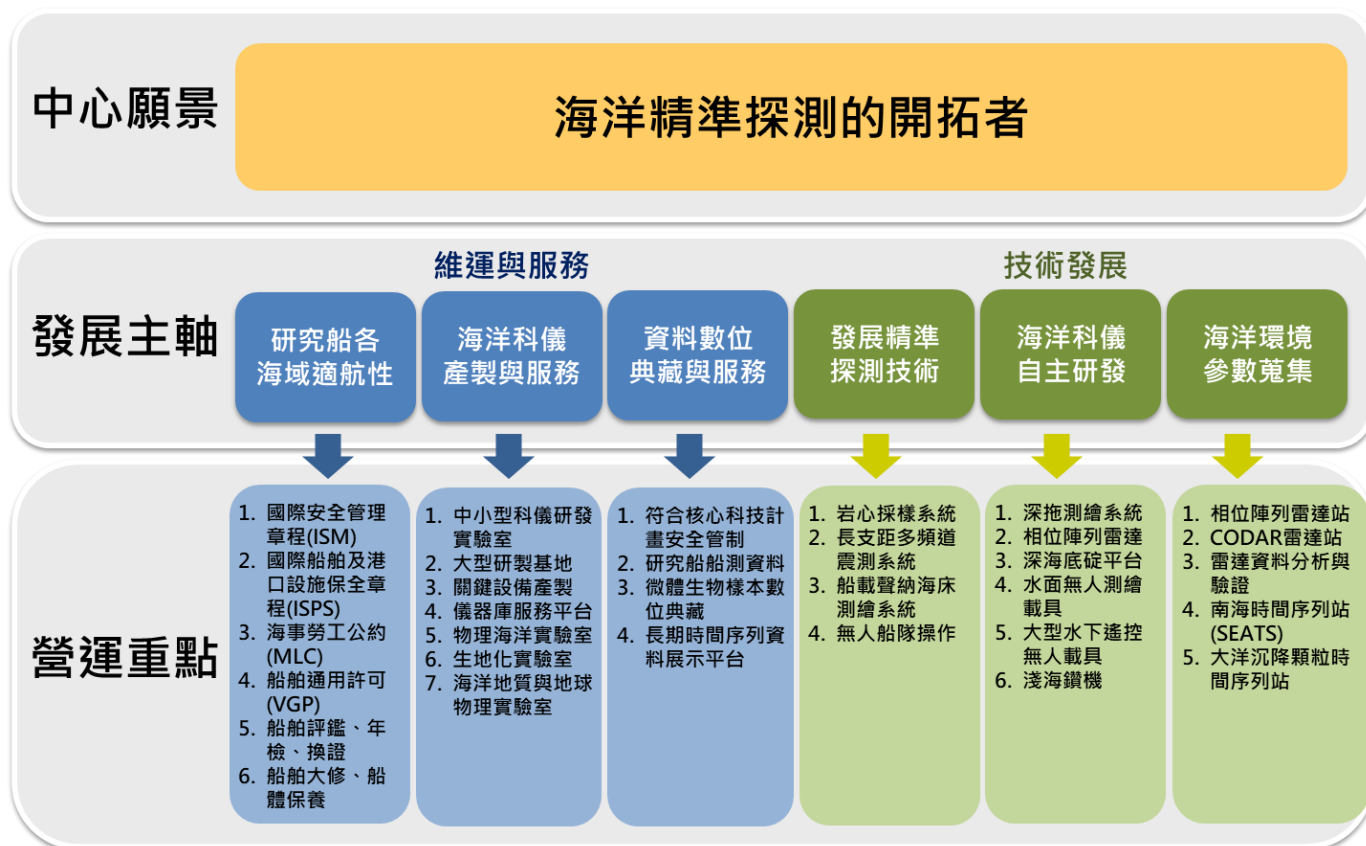 中心願景
海洋精準探測的開拓者
發展主軸
維運與服務
技術發展
研究船各
海域適航性
海洋科儀
產製與服務
資料數位
典藏與服務
發展精準
探測技術
海洋科儀
自主研發
海洋環境
參數蒐集
營運重點
1. 國際安全管理
章程(ISM)
2. 國際船舶及港
口設施保全章
程(ISPS)
3. 海事勞工公約
(MLC)
4. 船舶通用許可
(VGP)
5. 船舶評鑑、年
檢、換證
6. 船舶大修、船
體保養
1. 中小型科儀研發
實驗室
2. 大型研製基地
3. 關鍵設備產製
4. 儀器庫服務平台
5. 物理海洋實驗室
6. 生地化實驗室
7. 海洋地質與地球
物理實驗室
1. 符合核心科技計
畫安全管制
2. 研究船船測資料
3. 微體生物樣本數
位典藏
4. 長期時間序列資
料展示平台
1. 岩心採樣系統
2. 長支距多頻道
震測系統
3. 船載聲納海床
測繪系統
4. 無人船隊操作
1. 深拖測繪系統
2. 相位陣列雷達
3. 深海底碇平台
4. 水面無人測繪
載具
5. 大型水下遙控
無人載具
6. 淺海鑽機
1. 相位陣列雷達站
2. CODAR雷達站
3. 雷達資料分析與
驗證
4. 南海時間序列站
(SEATS)
5. 大洋沉降顆粒時
間序列站